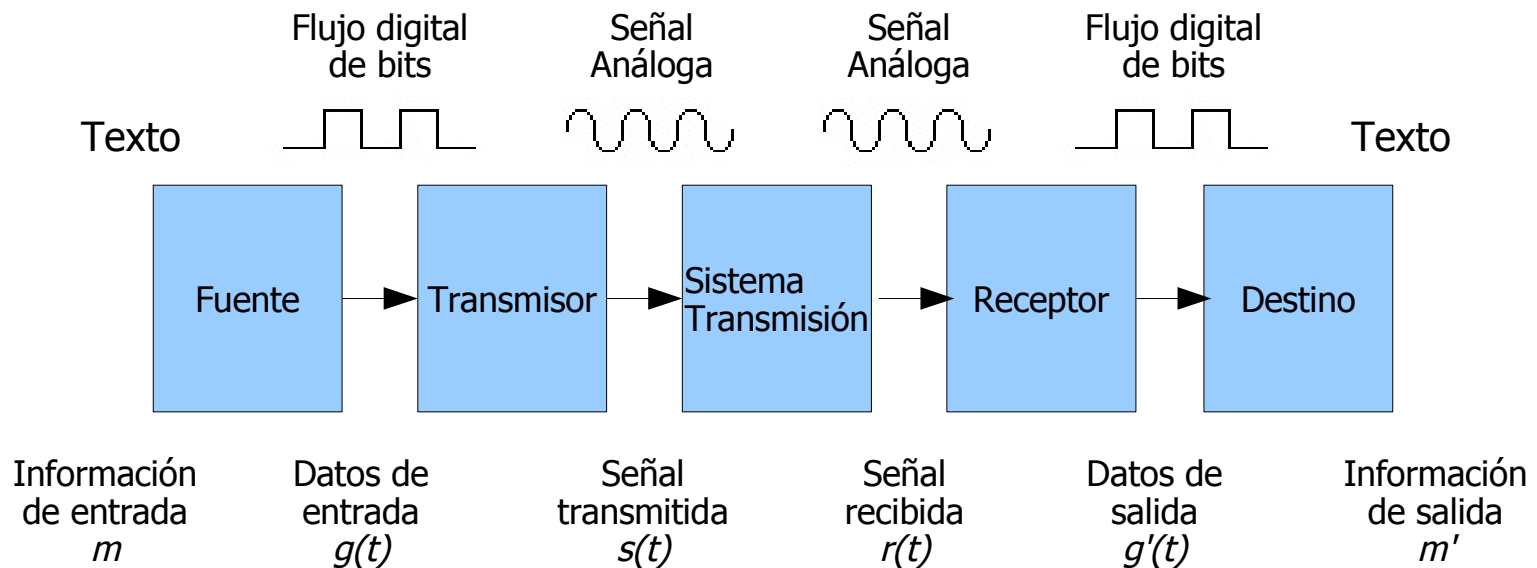 Flujo digital
de bits
Señal
Análoga
Señal
Análoga
Flujo digital
de bits
Texto
Texto
Fuente
Transmisor
Sistema
Transmisión
Receptor
Destino
Información
de entrada
m
Datos de
entrada
g(t)
Señal
transmitida
s(t)
Señal
recibida
r(t)
Datos de
salida
g'(t)
Información
de salida
m'